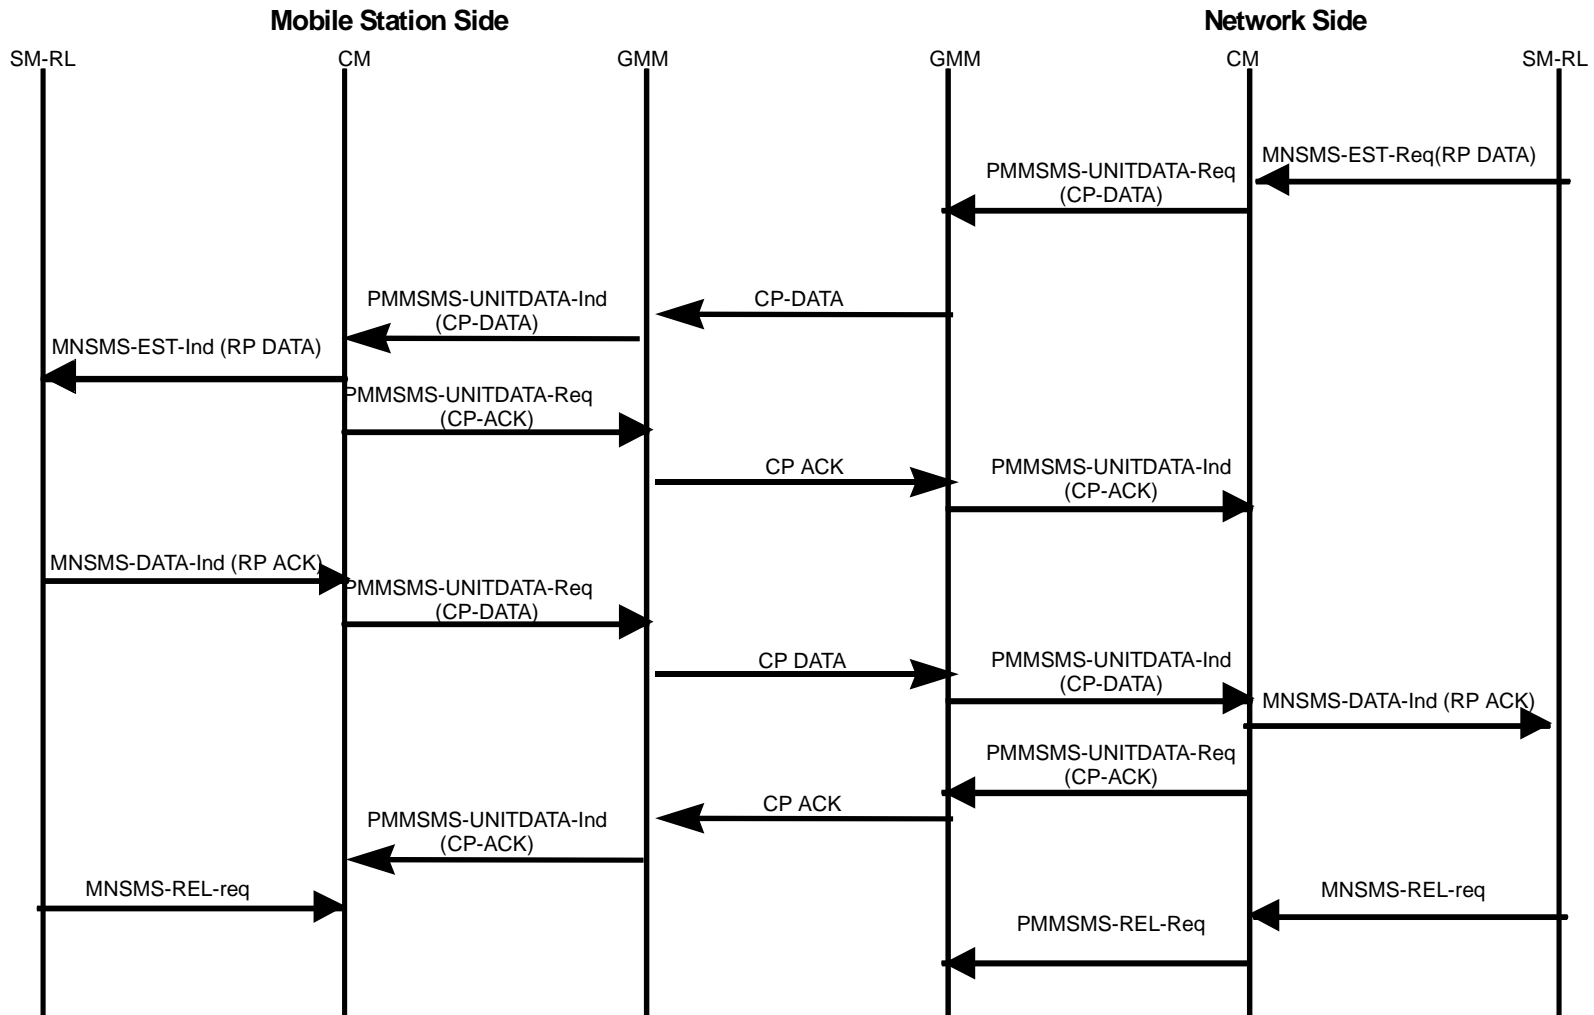 Mobile Station Side
Network Side
SM-RL
CM
GMM
GMM
CM
SM-RL
MNSMS-EST-Req(RP DATA)
PMMSMS-UNITDATA-Req
(CP-DATA)
CP-DATA
PMMSMS-UNITDATA-Ind
(CP-DATA)
MNSMS-EST-Ind (RP DATA)
PMMSMS-UNITDATA-Req
(CP-ACK)
CP ACK
PMMSMS-UNITDATA-Ind
(CP-ACK)
MNSMS-DATA-Ind (RP ACK)
PMMSMS-UNITDATA-Req
(CP-DATA)
CP DATA
PMMSMS-UNITDATA-Ind
(CP-DATA)
MNSMS-DATA-Ind (RP ACK)
PMMSMS-UNITDATA-Req
(CP-ACK)
CP ACK
PMMSMS-UNITDATA-Ind
(CP-ACK)
MNSMS-REL-req
MNSMS-REL-req
PMMSMS-REL-Req